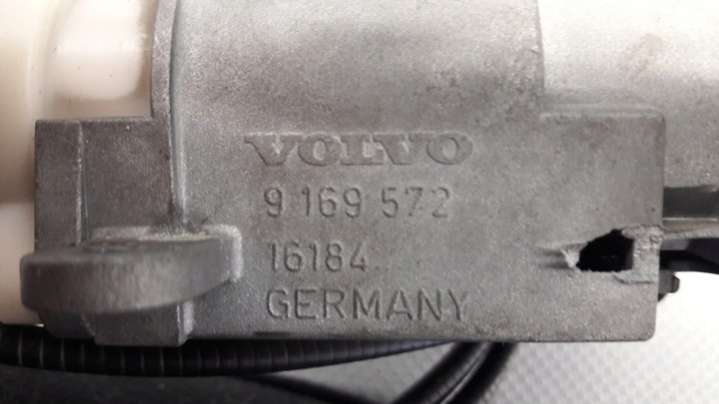 VOLVO
9 169 572
16184
GERMANY